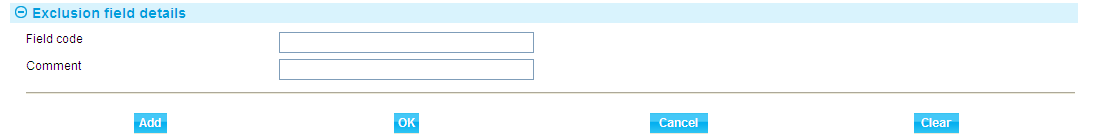 Exclusion field details
Field code
Comment
Add OK Cancel Clear